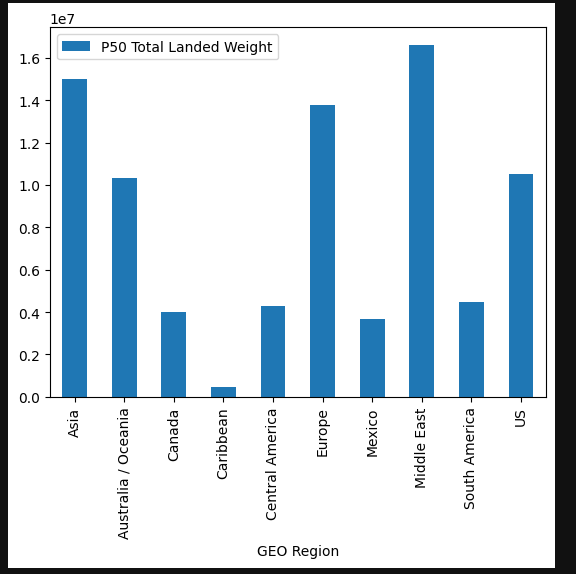 1e7
P50 Total Landed Weight
1.6
1.4
1.2
1.0
0.8
0.6
0.4
0.2
0.0
Asia
Australia / Oceania
Canada
Caribbean
Central America
Europe
Mexico
Middle East
South America
US
GEO Region